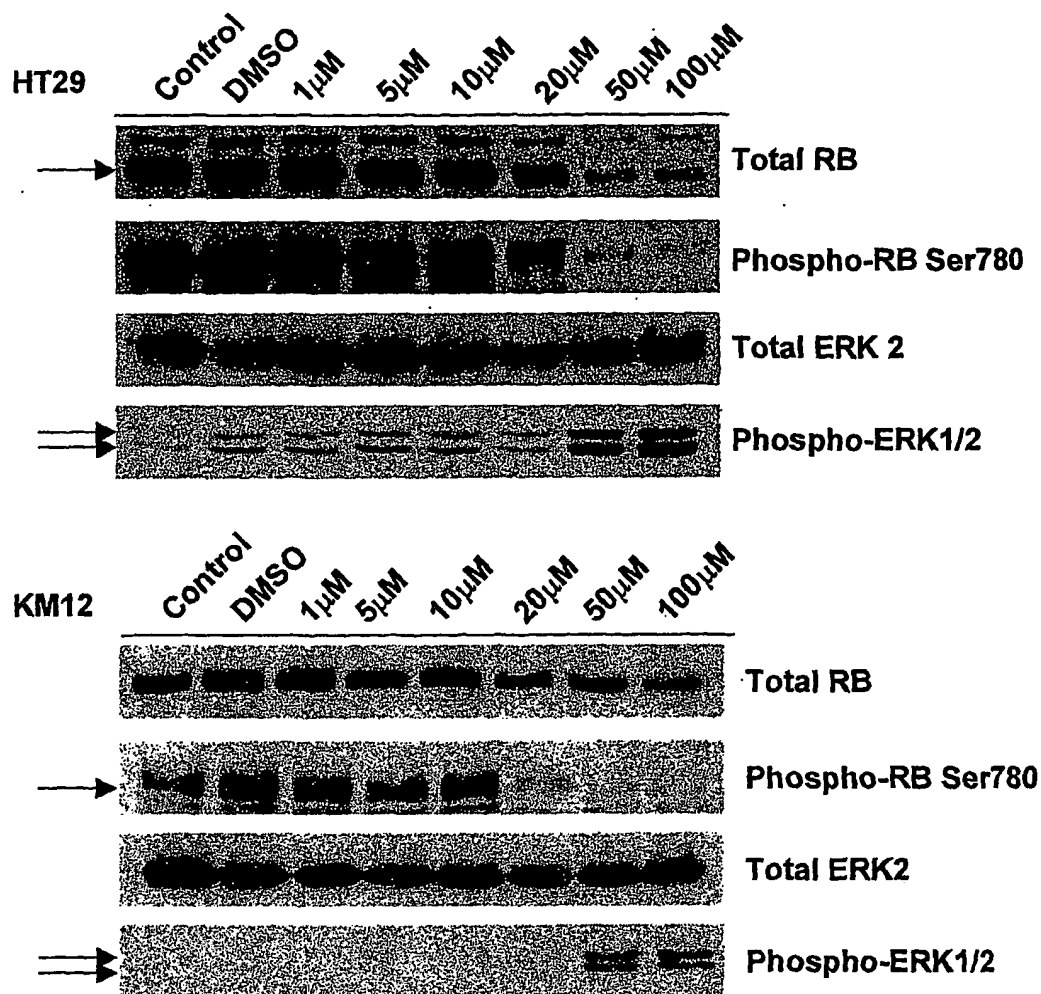 HT29
Control DMSO 1µM 5µM 10µM 20µM 50µM 100µM
Total RB
Phospho-RB Ser780
Total ERK 2
Phospho-ERK1/2
KM12
Control DMSO 1µM 5µM 10µM 20µM 50µM 100µM
Total RB
Phospho-RB Ser780
Total ERK2
Phospho-ERK1/2